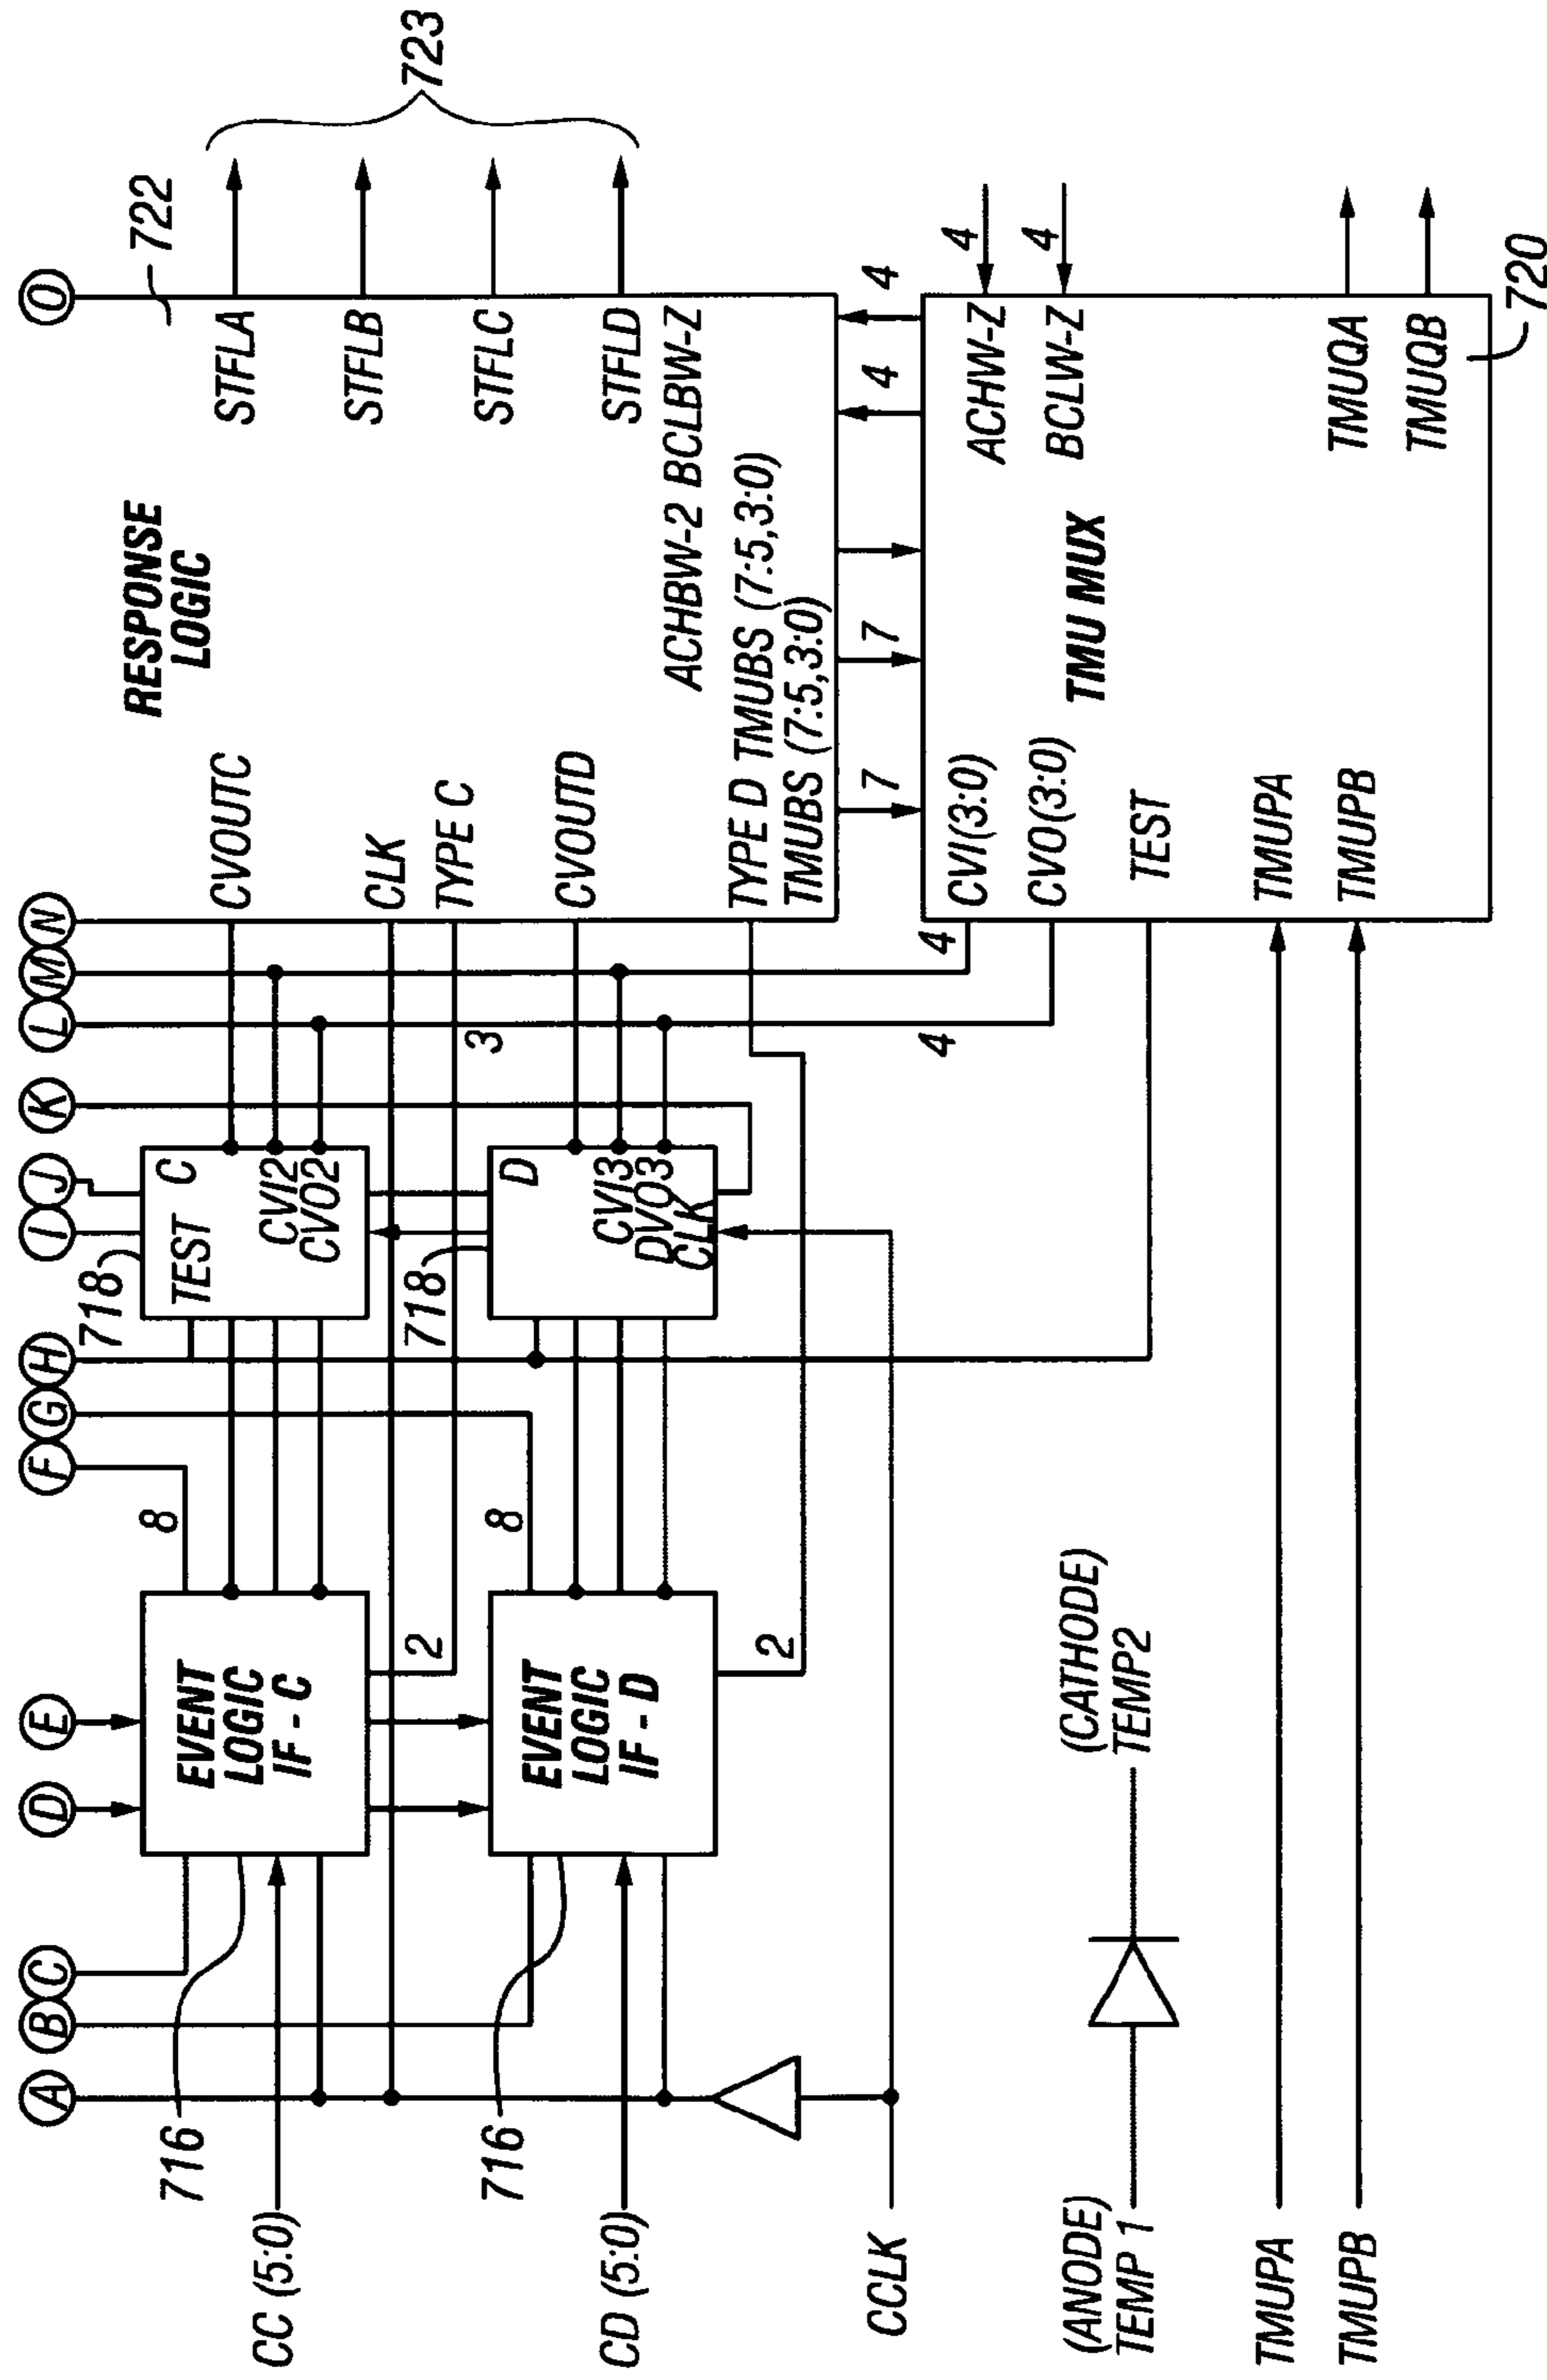 A
B
C
D
E
F
G
H
I
J
K
L
M
N
O
716
EVENT
LOGIC
IF - C
8
718
TEST
C
CVI2
CVO2
CC (5:0)
2
CVOUTC
CLK
TYPE C
3
RESPONSE
LOGIC
722
STFLA
STFLB
STFLC
STFLD
723
716
EVENT
LOGIC
IF - D
8
718
D
CVI3
DVO3
CLK
CD (5:0)
2
CVOUTD
ACHBW-2 BCLBW-Z
TYPE D TMUBS (7:5,3:0)
TMUBS (7:5,3:0)
CCLK
4
4
7
7
4
4
4
4
CVI(3:0)
CVO(3:0)
TEST
TMUPA
TMUPB
TMU MUX
ACHW-Z
BCLW-Z
TMUQA
TMUQB
720
(ANODE)
TEMP 1
(CATHODE)
TEMP2
TMUPA
TMUPB